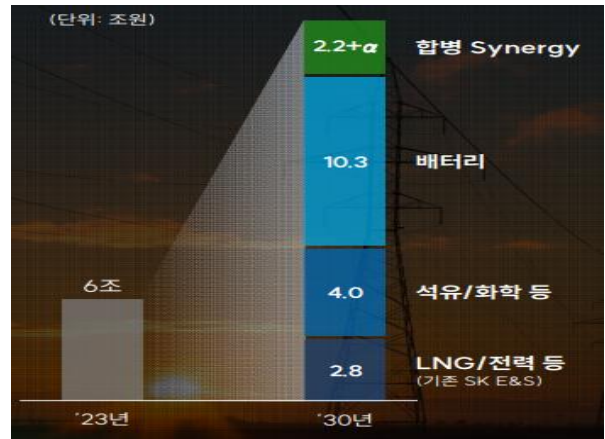 (단위: 조원)
2.2+α 합병 Synergy
10.3 배터리
6조
4.0 석유/화학 등
2.8 LNG/전력 등
(기존 SK E&S)
'23년 '30년